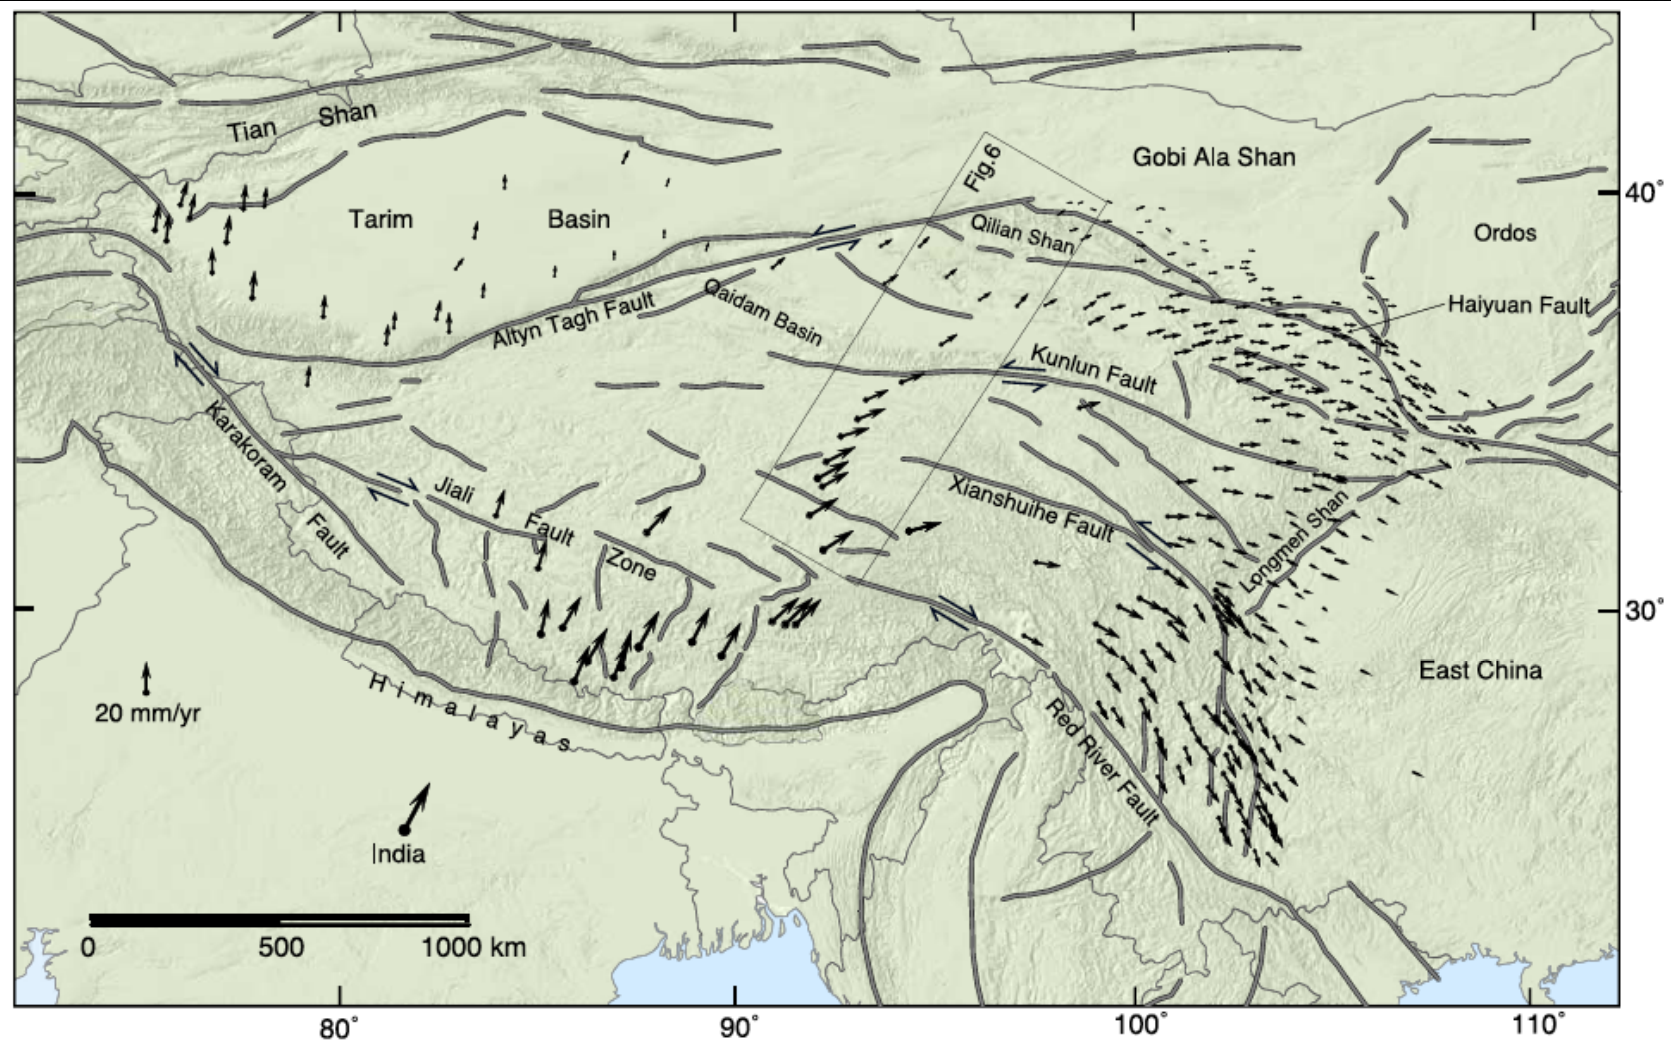 Tian Shan
Fig.6
Gobi Ala Shan
40°
Tarim Basin
Qilian Shan
Ordos
Haiyuan Fault
Qaidam Basin
Altyn Tagh Fault
Kunlun Fault
Karakoram Fault
Jiali Fault Zone
Xianshuihe Fault
Longmen Shan
30°
East China
20 mm/yr
Himalayas
Red River Fault
India
0 500 1000 km
80° 90° 100° 110°